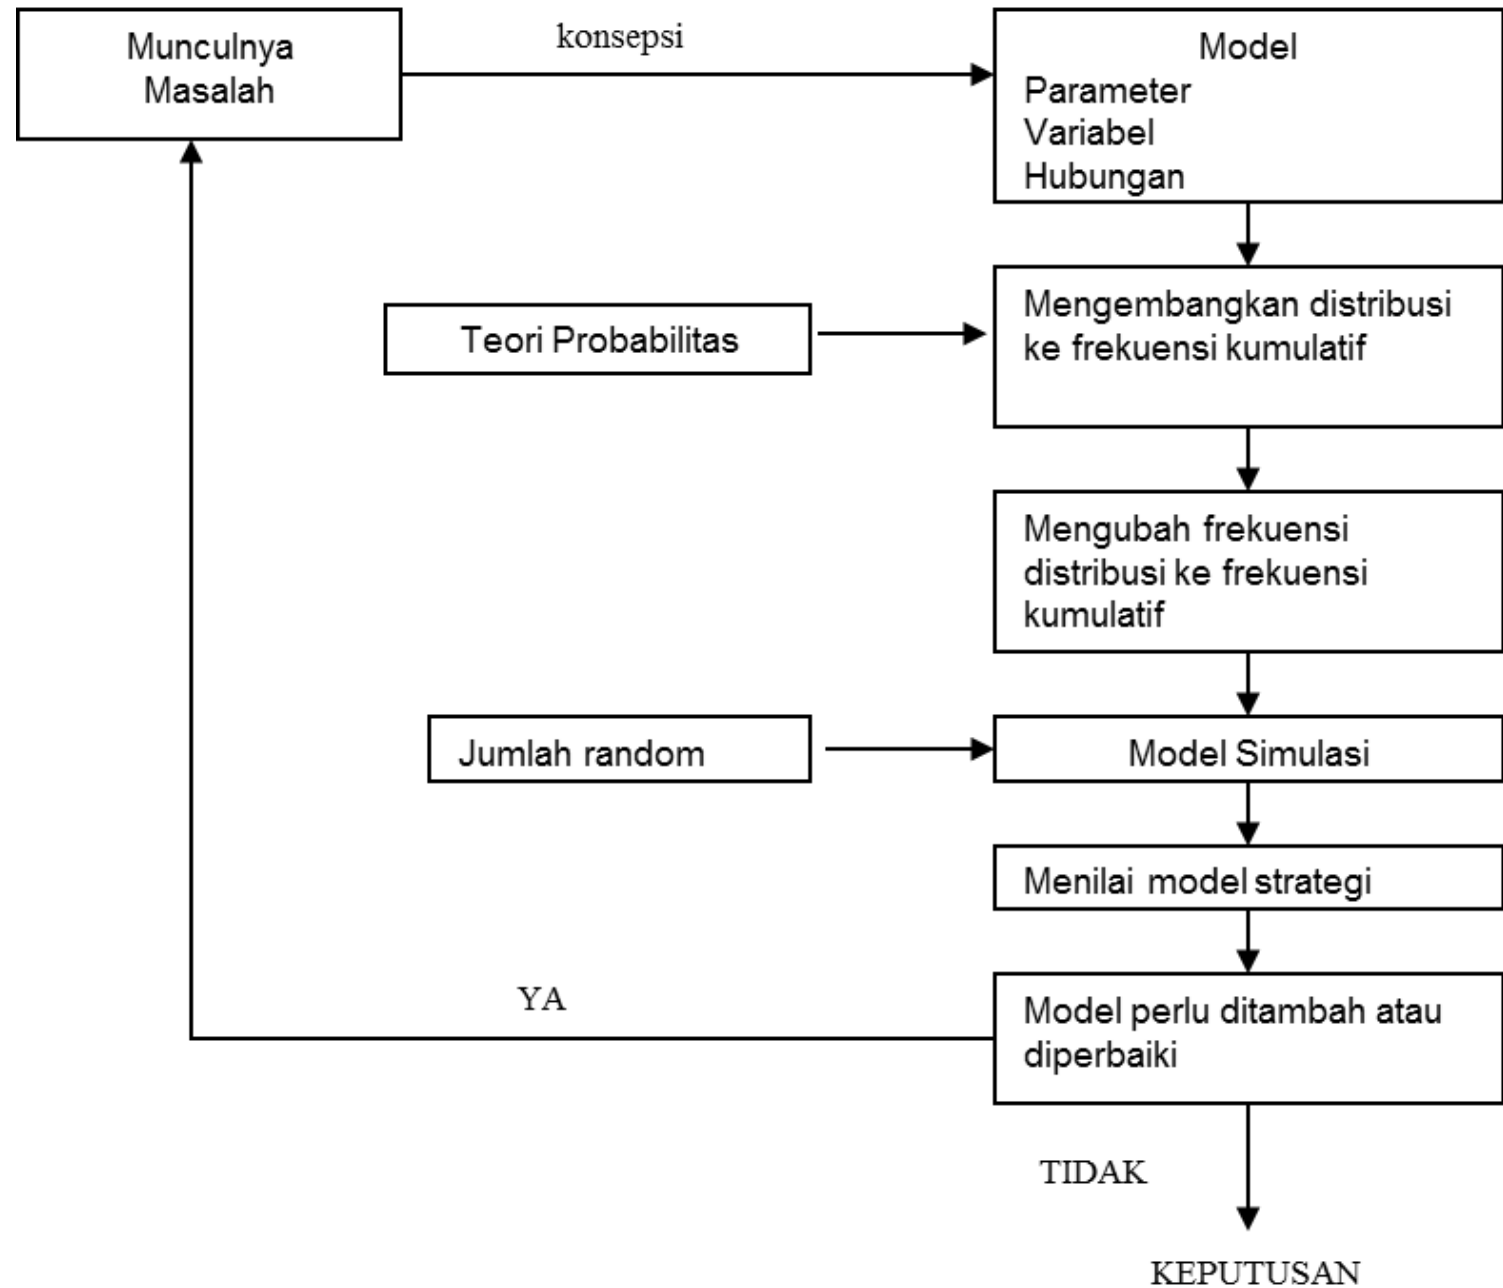 Munculnya
Masalah
konsepsi
Model
Parameter
Variabel
Hubungan
Teori Probabilitas
Mengembangkan distribusi
ke frekuensi kumulatif
Mengubah frekuensi
distribusi ke frekuensi
kumulatif
Jumlah random
Model Simulasi
Menilai model strategi
YA
Model perlu ditambah atau
diperbaiki
TIDAK
KEPUTUSAN